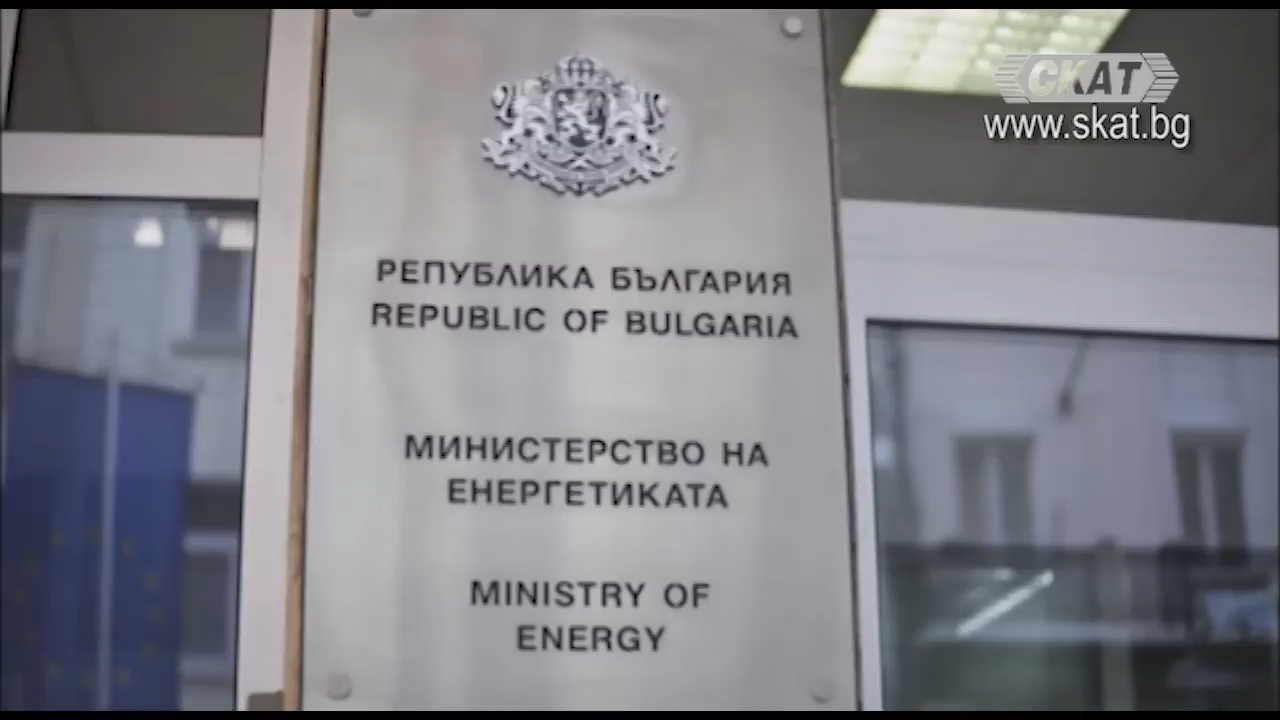 СКАТ
www.skat.bg
РЕПУБЛИКА БЪЛГАРИЯ
REPUBLIC OF BULGARIA
МИНИСТЕРСТВО НА
ЕНЕРГЕТИКАТА
MINISTRY OF
ENERGY